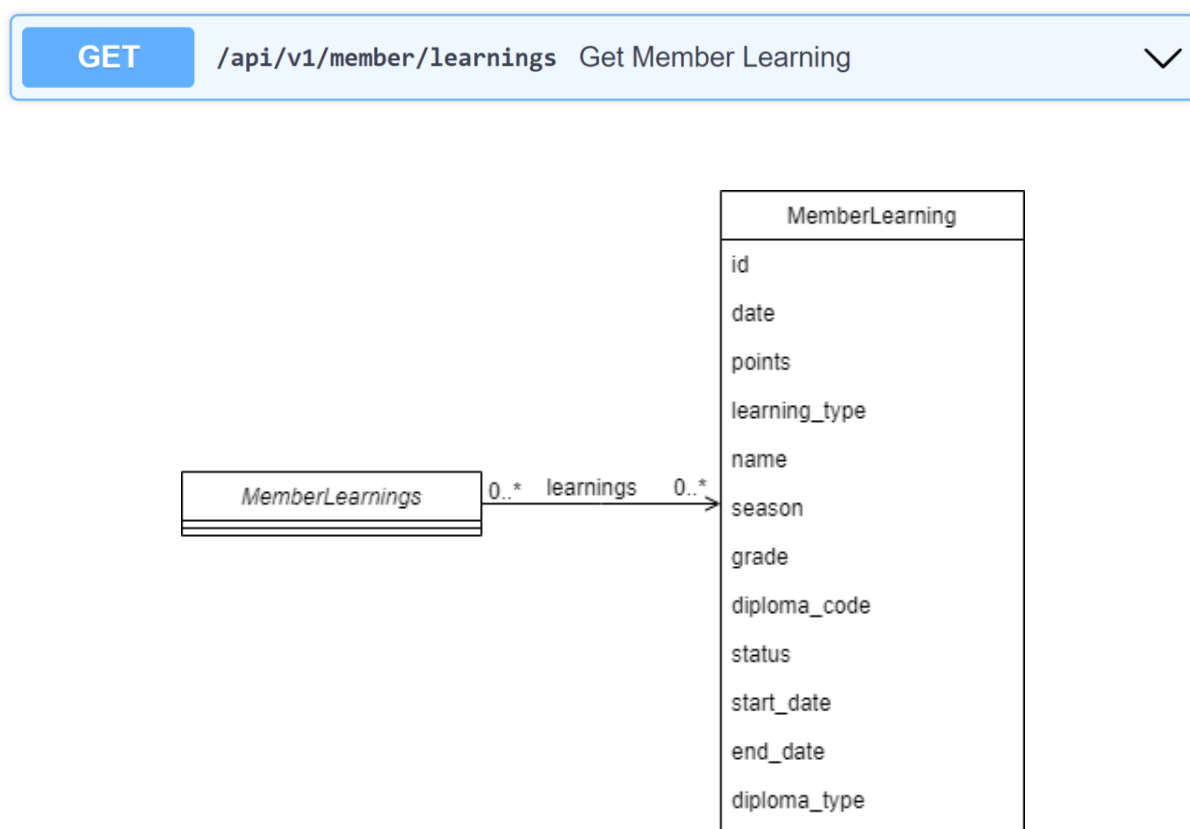 GET /api/v1/member/learnings Get Member Learning
MemberLearning
id
date
points
learning_type
name
MemberLearnings
0..* learnings 0..*
season
grade
diploma_code
status
start_date
end_date
diploma_type